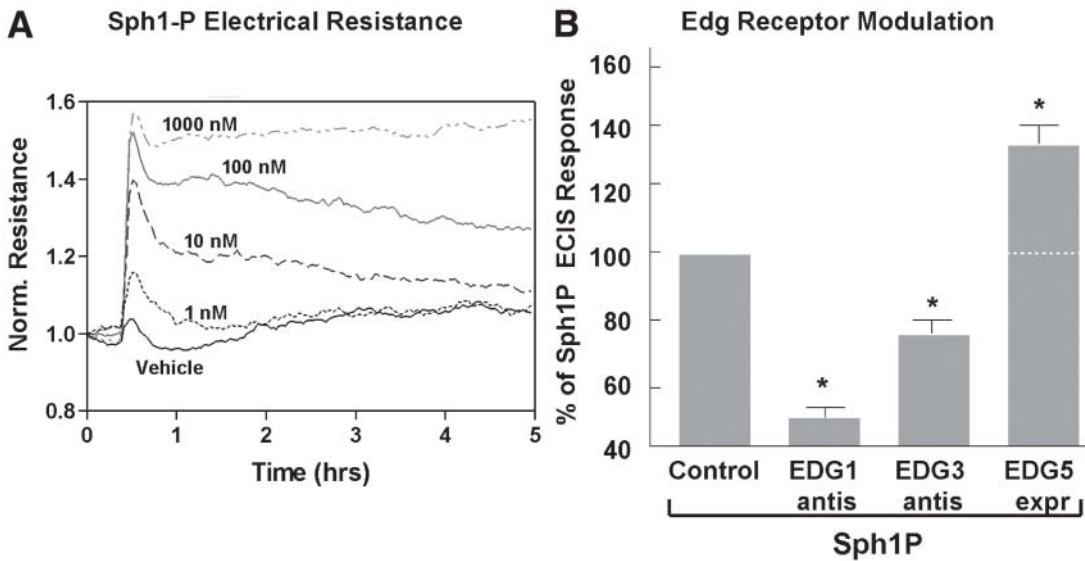 A Sph1-P Electrical Resistance
Norm. Resistance
1.6
1.4
1.2
1.0
0.8
1000 nM
100 nM
10 nM
1 nM
Vehicle
0 1 2 3 4 5
Time (hrs)
B Edg Receptor Modulation
% of Sph1P ECIS Response
160
140
120
100
80
60
40
*
*
*
Control EDG1 EDG3 EDG5
antis antis expr
Sph1P